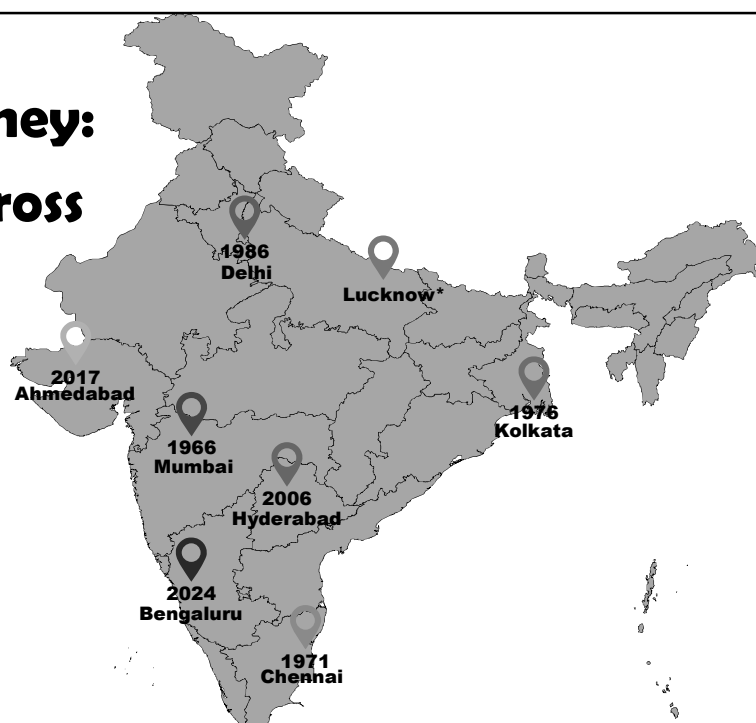 ney:
ross
1986
Delhi
Lucknow*
2017
Ahmedabad
1976
Kolkata
1966
Mumbai
2006
Hyderabad
2024
Bengaluru
1971
Chennai